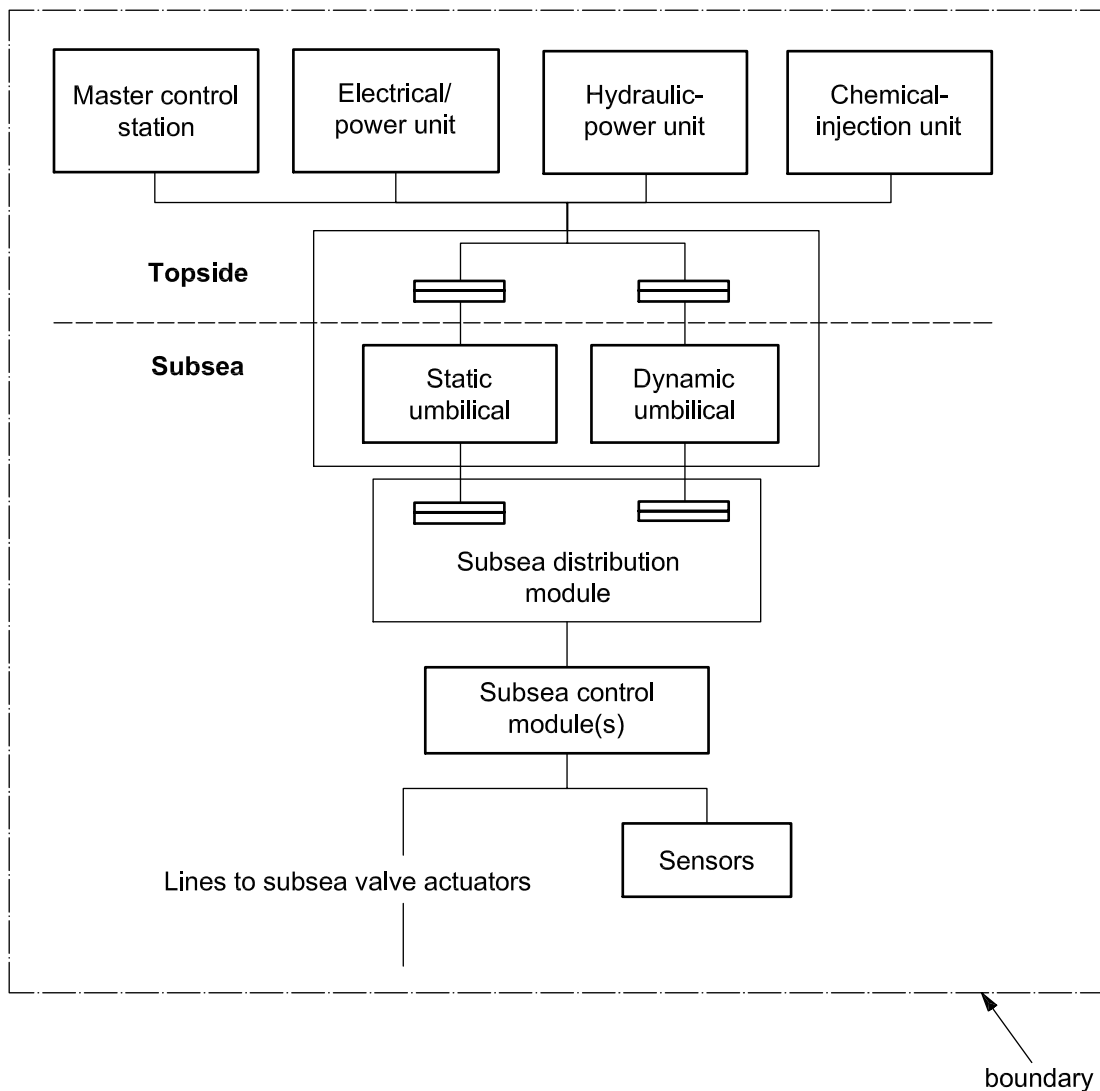 Master control
station
Electrical/
power unit
Hydraulic-
power unit
Chemical-
injection unit
Topside
Subsea
Static
umbilical
Dynamic
umbilical
Subsea distribution
module
Subsea control
module(s)
Lines to subsea valve actuators
Sensors
boundary